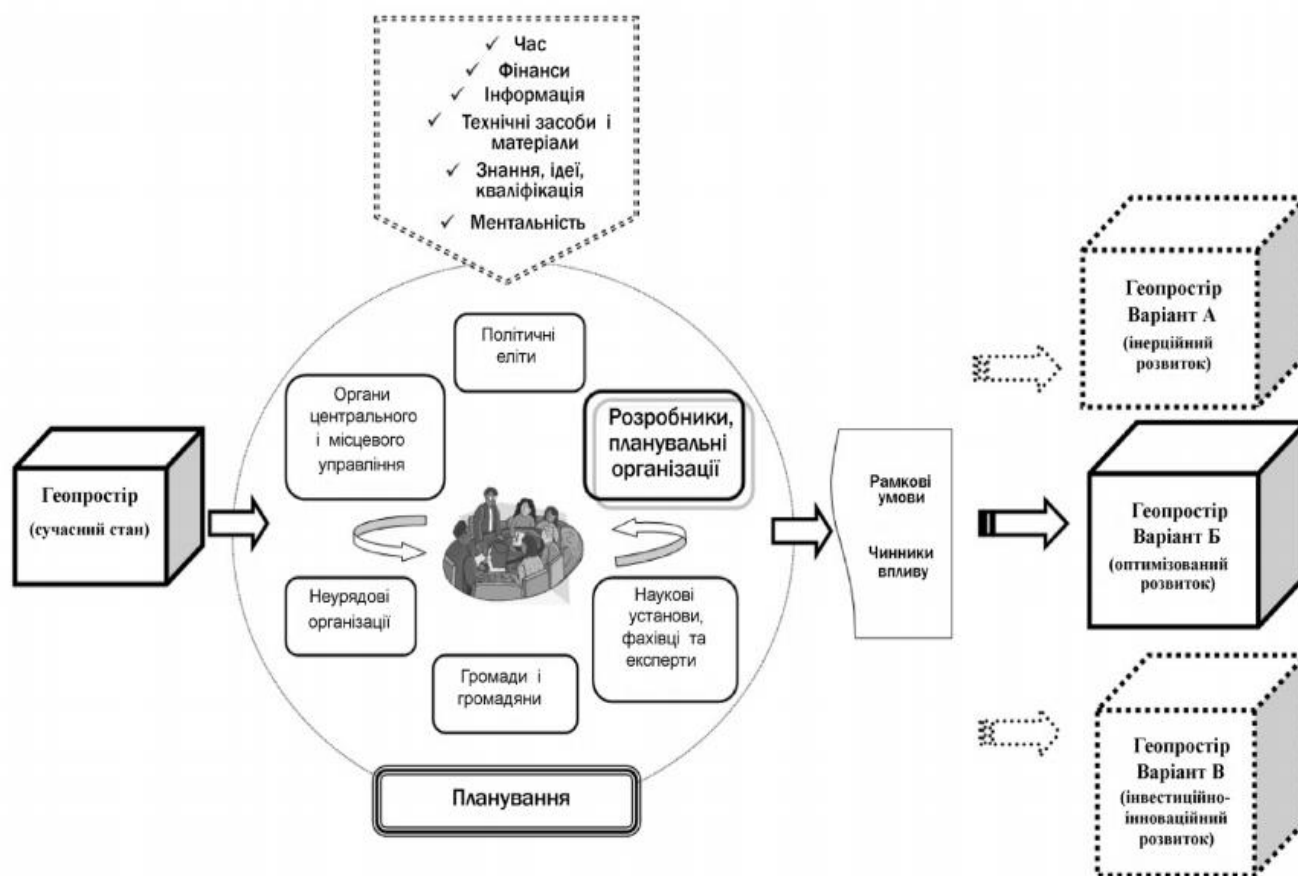 ✓ Час
✓ Фінанси
✓ Інформація
✓ Технічні засоби і
матеріали
✓ Знання, ідеї,
кваліфікація
✓ Ментальність
Політичні
еліти
Органи
центрального
і місцевого
управління
Розробники,
планувальні
організації
Геопростір
(сучасний стан)
Неурядові
організації
Наукові
установи,
фахівці та
експерти
Громади і
громадяни
Планування
Рамкові
умови
Чинники
впливу
Геопростір
Варіант А
(інерційний
розвиток)
Геопростір
Варіант Б
(оптимізований
розвиток)
Геопростір
Варіант В
(інвестиційно-
інноваційний
розвиток)